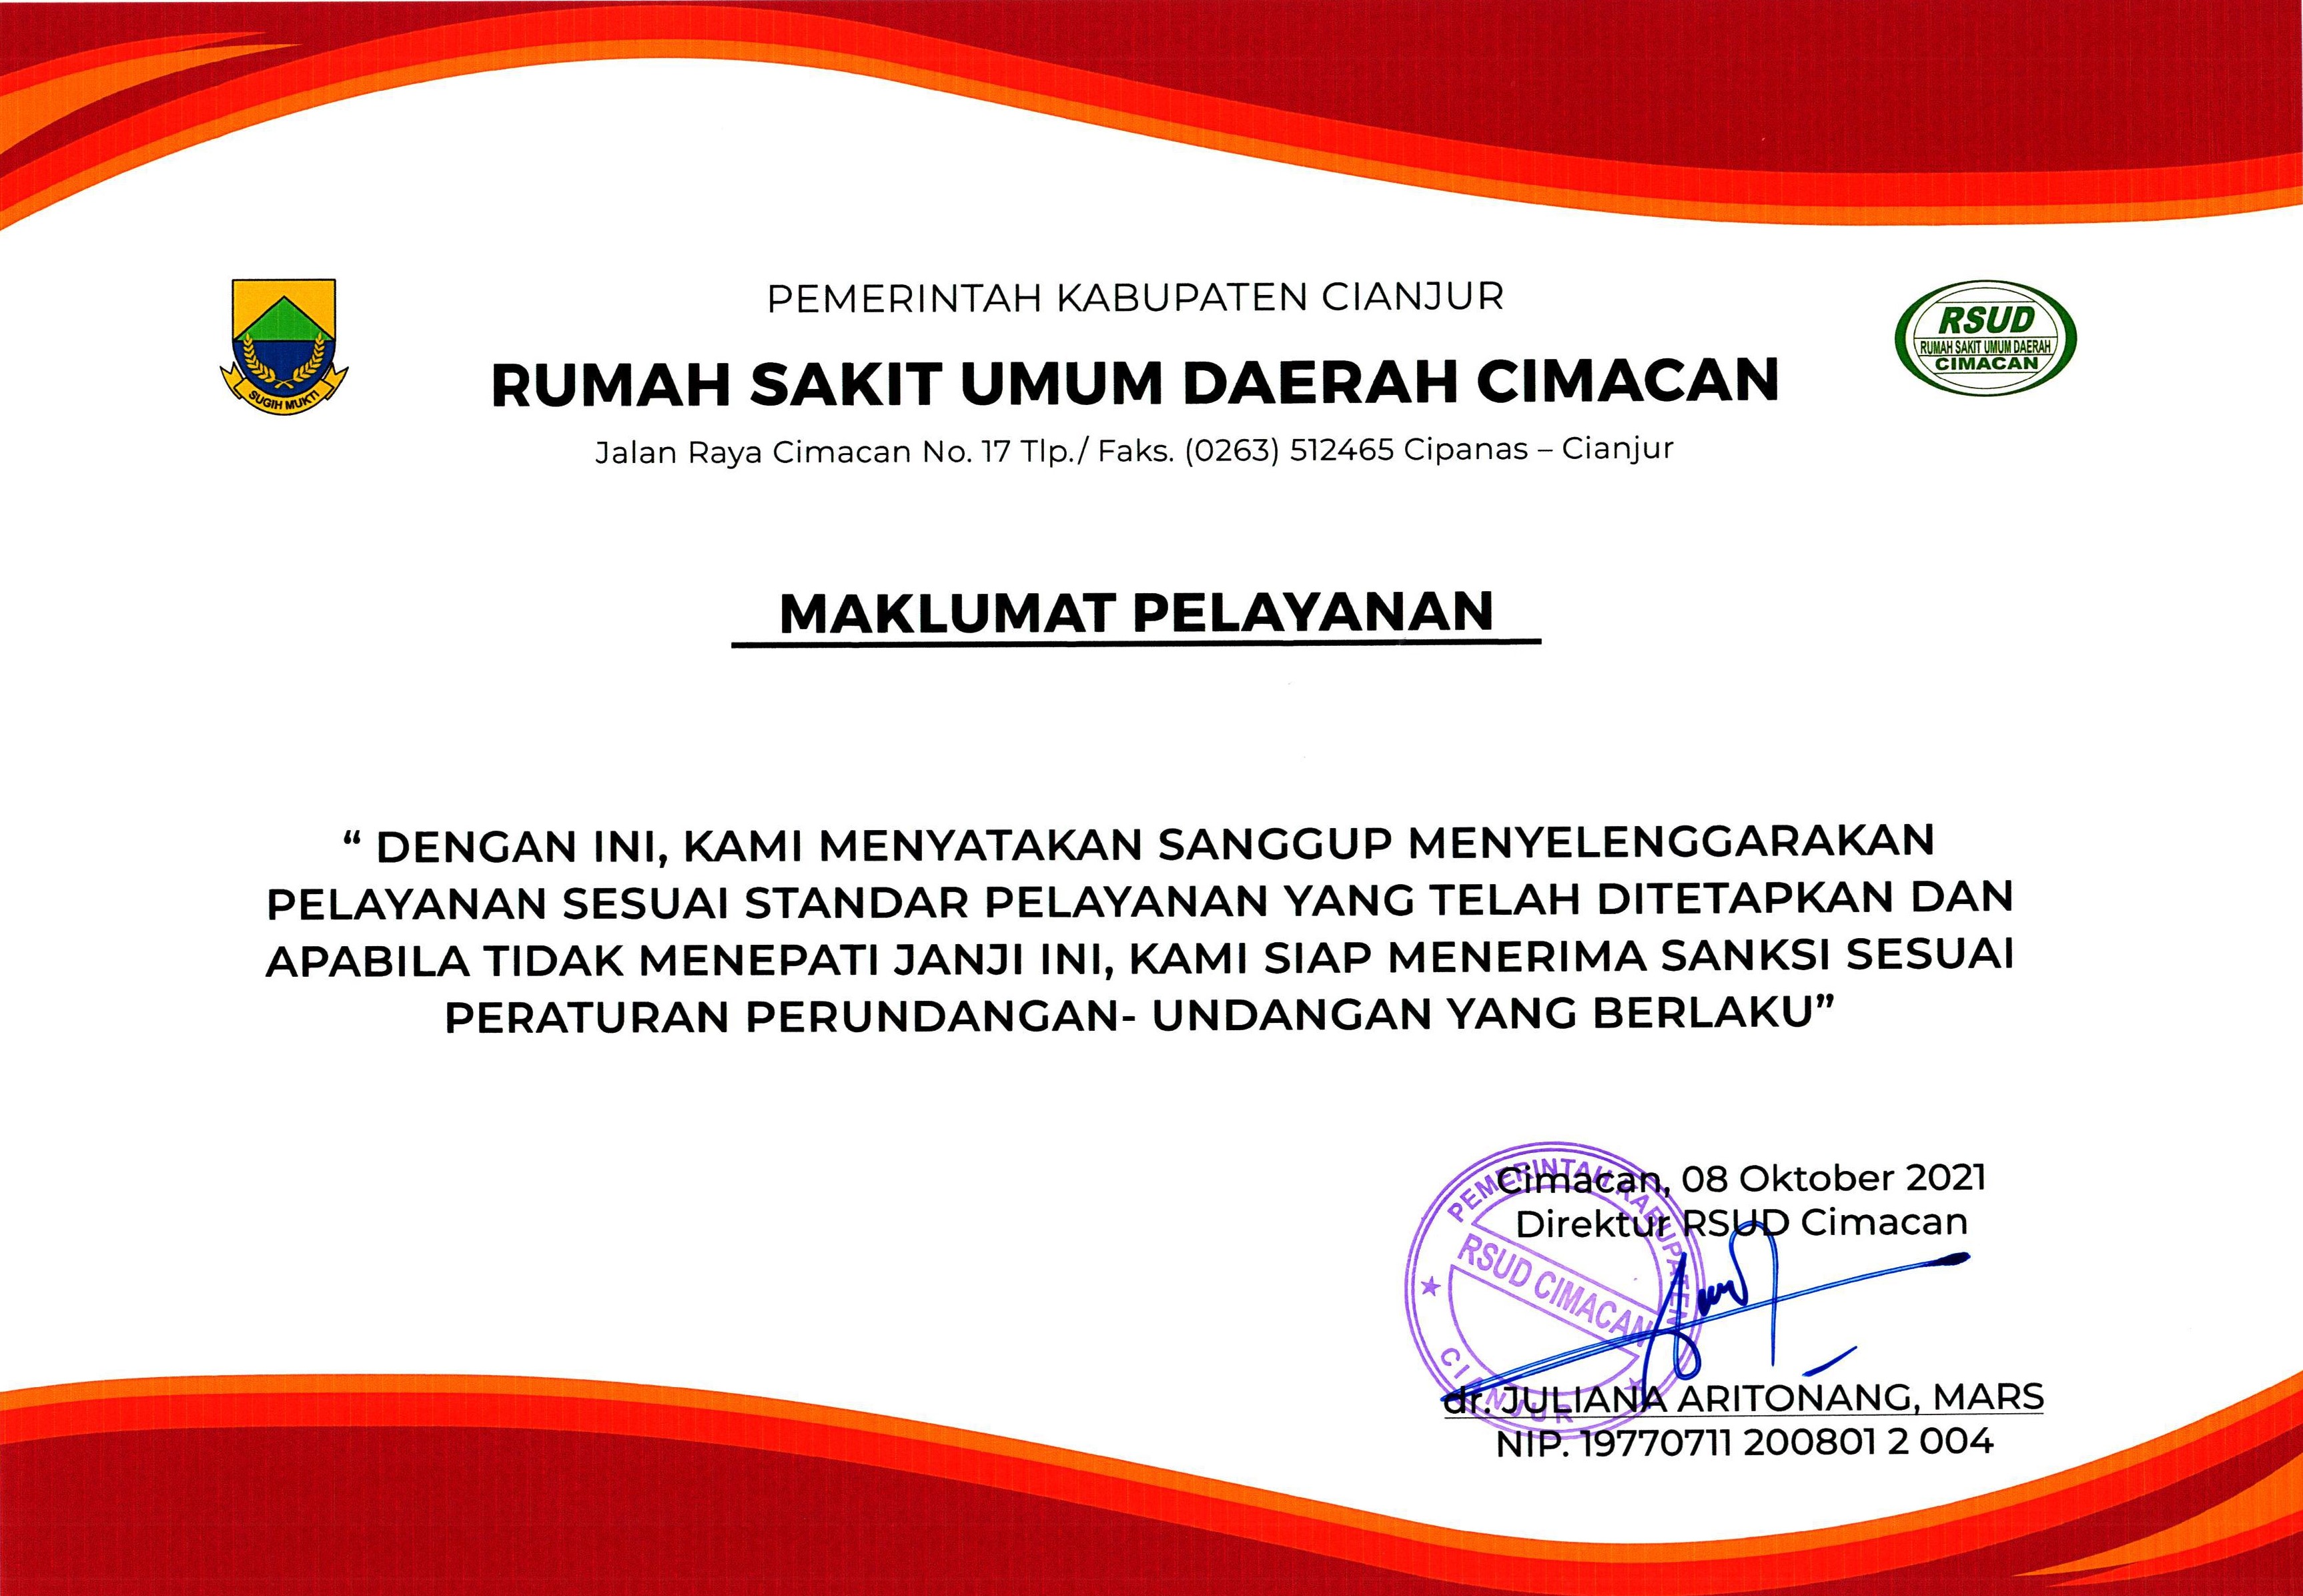 PEMERINTAH KABUPATEN CIANJUR
RUMAH SAKIT UMUM DAERAH CIMACAN
Jalan Raya Cimacan No. 17 Tlp./ Faks. (0263) 512465 Cipanas – Cianjur
SUGIH MUKTI
RSUD
RUMAH SAKIT UMUM DAERAH
CIMACAN
MAKLUMAT PELAYANAN
“ DENGAN INI, KAMI MENYATAKAN SANGGUP MENYELENGGARAKAN
PELAYANAN SESUAI STANDAR PELAYANAN YANG TELAH DITETAPKAN DAN
APABILA TIDAK MENEPATI JANJI INI, KAMI SIAP MENERIMA SANKSI SESUAI
PERATURAN PERUNDANGAN- UNDANGAN YANG BERLAKU”
Cimacan, 08 Oktober 2021
Direktur RSUD Cimacan
PEMERINTAH KABUPATEN
RSUD CIMACAN
CIANJUR
dr. JULIANA ARITONANG, MARS
NIP. 19770711 200801 2 004